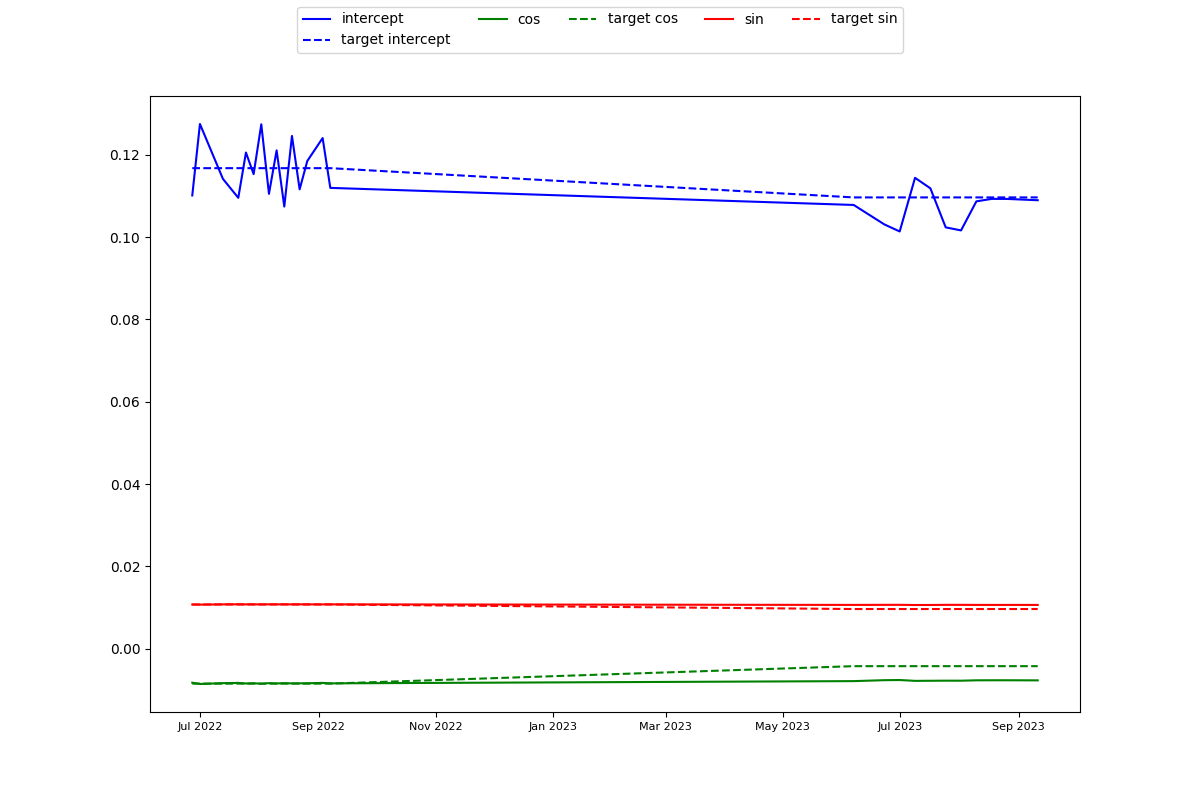 intercept cos target cos sin target sin
target intercept
0.12
0.10
0.08
0.06
0.04
0.02
0.00
Jul 2022 Sep 2022 Nov 2022 Jan 2023 Mar 2023 May 2023 Jul 2023 Sep 2023